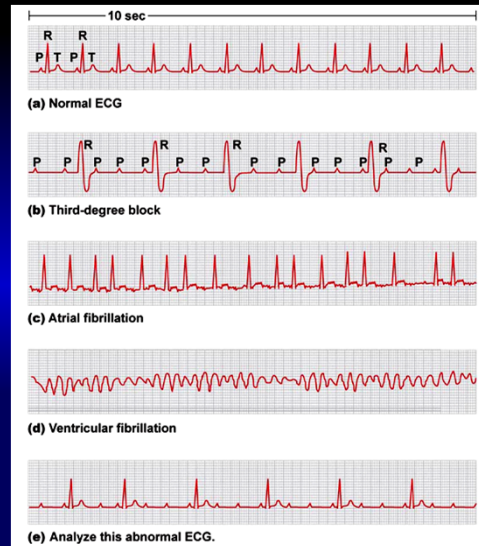 10 sec
R R
P T P T
(a) Normal ECG
R R R R
P P P P P P P P P P P P P P
(b) Third-degree block
(c) Atrial fibrillation
(d) Ventricular fibrillation
(e) Analyze this abnormal ECG.